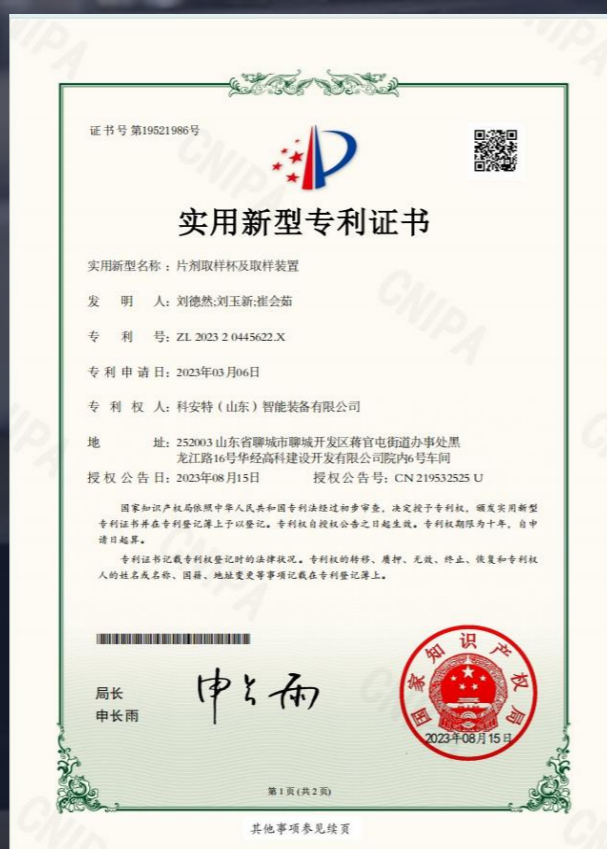 证书号 第19521986号
实用新型专利证书
实用新型名称：片剂取样杯及取样装置
发明人：刘德然;刘玉新;崔会茹
专利号：ZL 2023 2 0445622.X
专利申请日：2023年03月06日
专利权人：科安特（山东）智能装备有限公司
地址：252003 山东省聊城市聊城开发区蒋官屯街道办事处黑
龙江路16号华经高科建设开发有限公司院内6号车间
授权公告日：2023年08月15日 授权公告号：CN 219532525 U
国家知识产权局依照中华人民共和国专利法经过初步审查，决定授予专利权，颁发实用新型
专利证书并在专利登记簿上予以登记。专利权自授权公告之日起生效。专利权期限为十年，自申
请日起算。
专利证书记载专利权登记时的法律状况。专利权的转移、质押、无效、终止、恢复和专利权
人的姓名或名称、国籍、地址变更等事项记载在专利登记簿上。
局长
申长雨
申长雨
国家知识产权局
2023年08月15日
第 1 页 (共 2 页)
其他事项参见续页
CNIPA
CNIPA
CNIPA
CNIPA